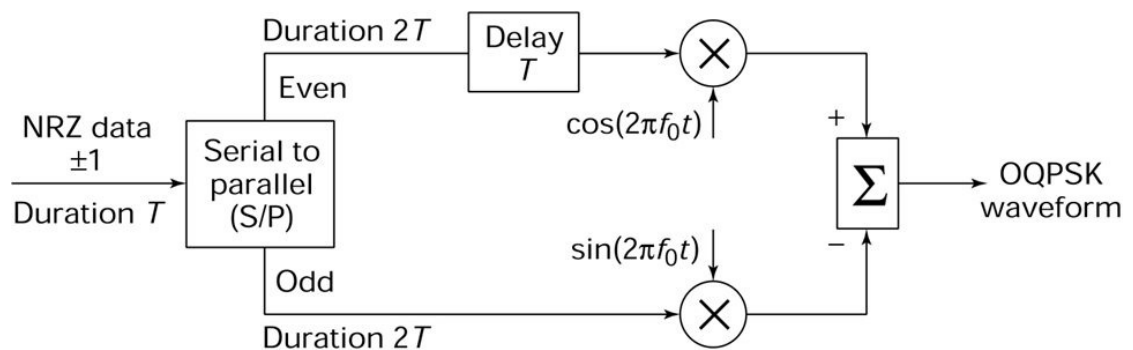 Duration 2T
Delay
T
Even
NRZ data
±1
Duration T
Serial to
parallel
(S/P)
cos(2πf₀t)
+
Σ
OQPSK
waveform
−
sin(2πf₀t)
Odd
Duration 2T